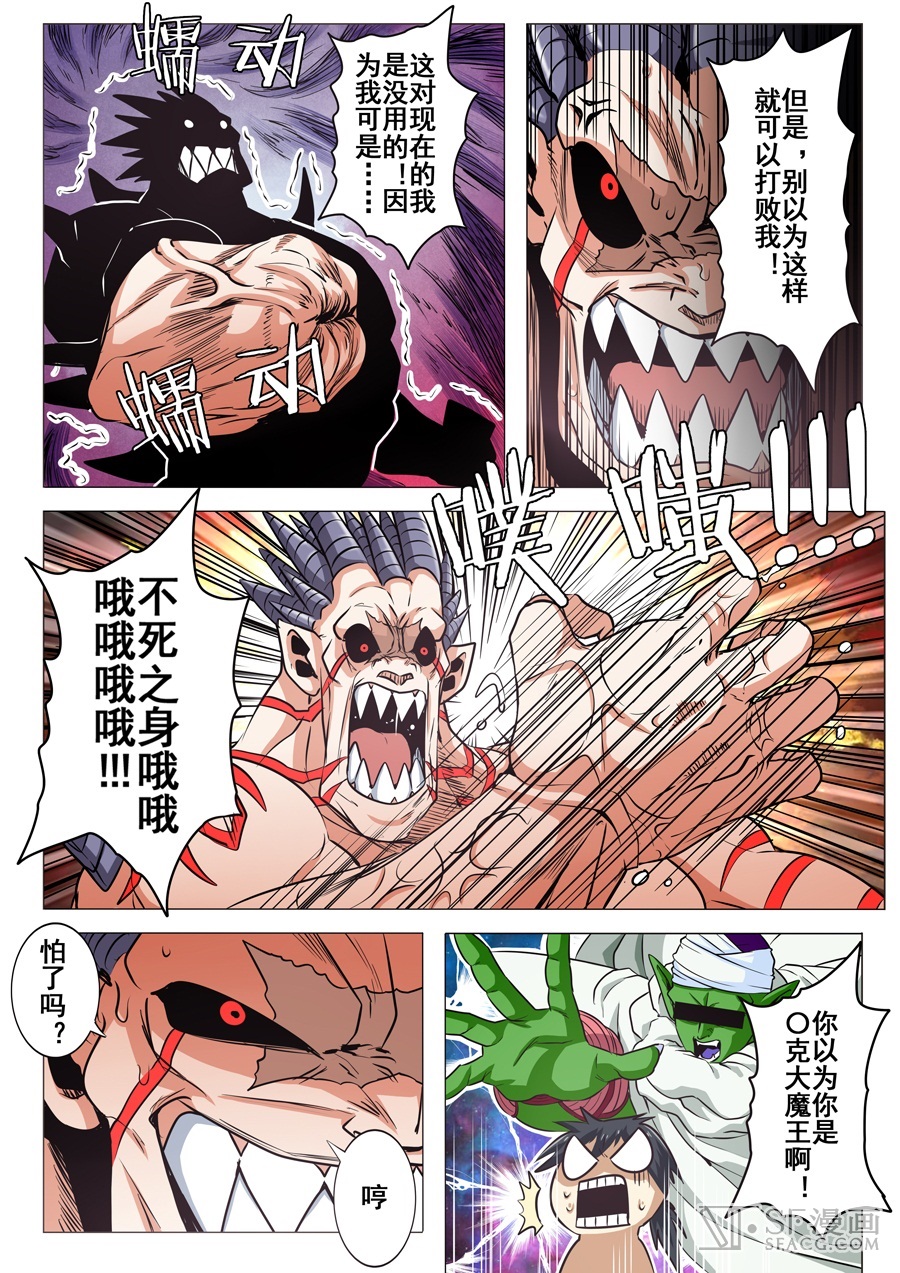 但是，别以为这样
就可以打败我！
这对现在的我
是没用的！因
为我可是……
蠕动
蠕动
噗嗤!!!!
不死之身哦哦
哦哦哦哦!!!
你以为你是
〇克大魔王啊！
怕了吗？
哼
SF漫画
SFACG.COM